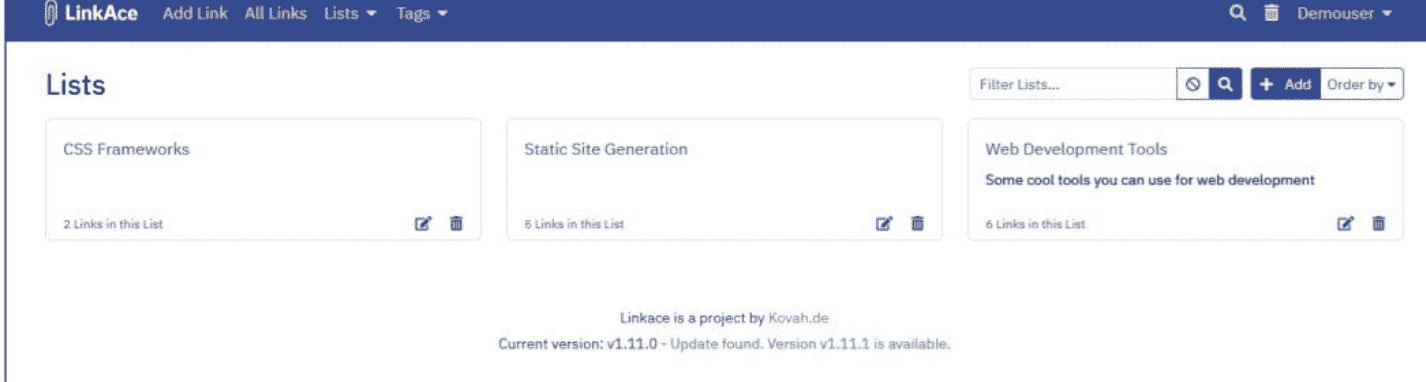 LinkAce Add Link All Links Lists Tags Demouser
Lists
Filter Lists... + Add Order by
CSS Frameworks
2 Links in this List
Static Site Generation
5 Links in this List
Web Development Tools
Some cool tools you can use for web development
6 Links in this List
Linkace is a project by Kovah.de
Current version: v1.11.0 - Update found. Version v1.11.1 is available.